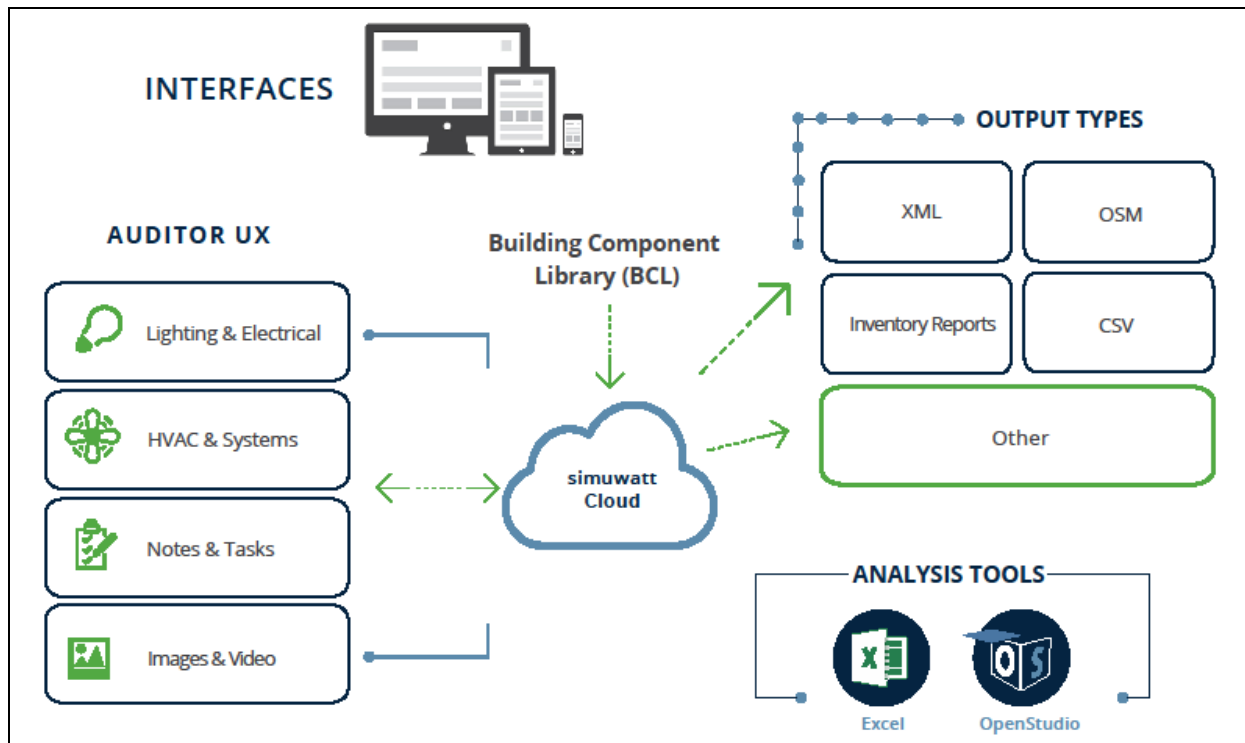 INTERFACES
OUTPUT TYPES
XML
OSM
Inventory Reports
CSV
Other
AUDITOR UX
Lighting & Electrical
HVAC & Systems
Notes & Tasks
Images & Video
Building Component
Library (BCL)
simuwatt
Cloud
ANALYSIS TOOLS
X
OS
Excel
OpenStudio